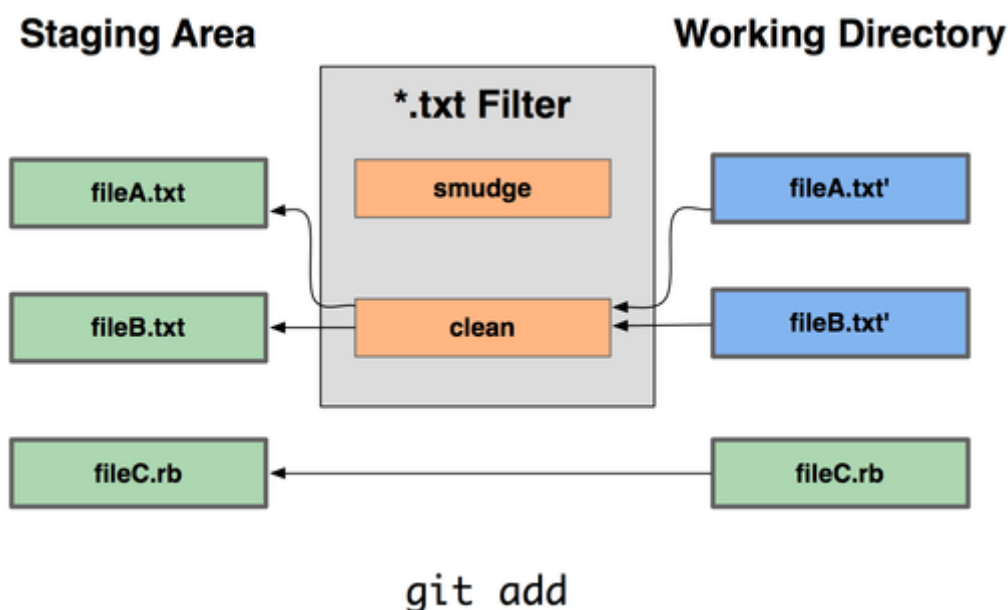 Staging Area
Working Directory
*.txt Filter
fileA.txt
smudge
fileA.txt'
fileB.txt
clean
fileB.txt'
fileC.rb
fileC.rb
git add